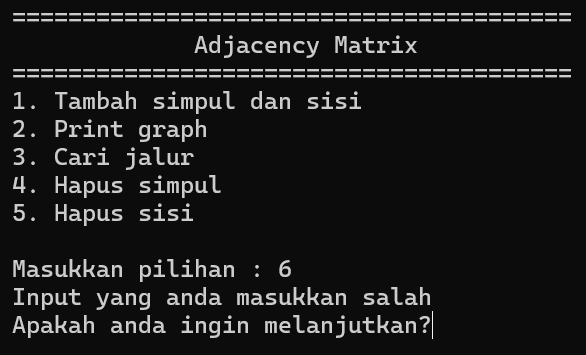 ========================================
Adjacency Matrix
========================================
1. Tambah simpul dan sisi
2. Print graph
3. Cari jalur
4. Hapus simpul
5. Hapus sisi
Masukkan pilihan : 6
Input yang anda masukkan salah
Apakah anda ingin melanjutkan?